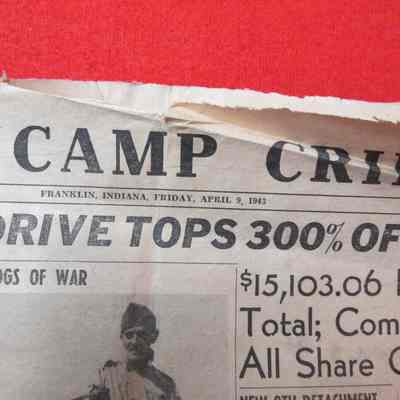 CAMP CRI
FRANKLIN, INDIANA, FRIDAY, APRIL 9, 1943
DRIVE TOPS 300% OF
OGS OF WAR
$15,103.06
Total; Com
All Share
NEW 9TH DETACHMENT